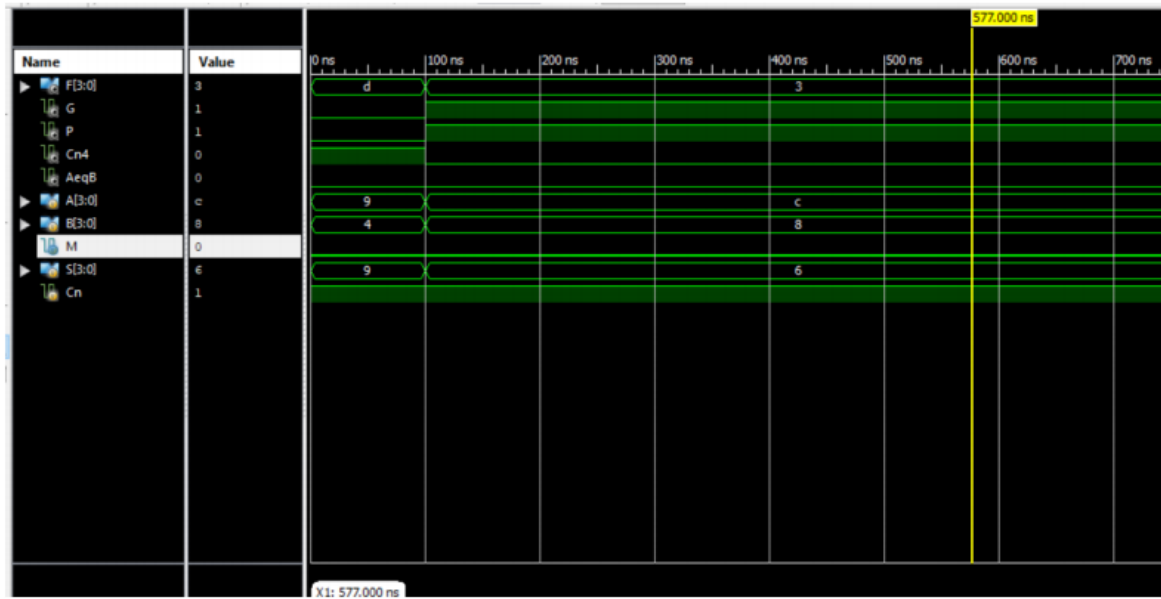 577.000 ns
Name Value 0 ns 100 ns 200 ns 300 ns 400 ns 500 ns 600 ns 700 ns
F[3:0] 3 d 3
G 1
P 1
Cn4 0
AeqB 0
A[3:0] c 9 c
B[3:0] 8 4 8
M 0
S[3:0] 6 9 6
Cn 1
X1: 577.000 ns